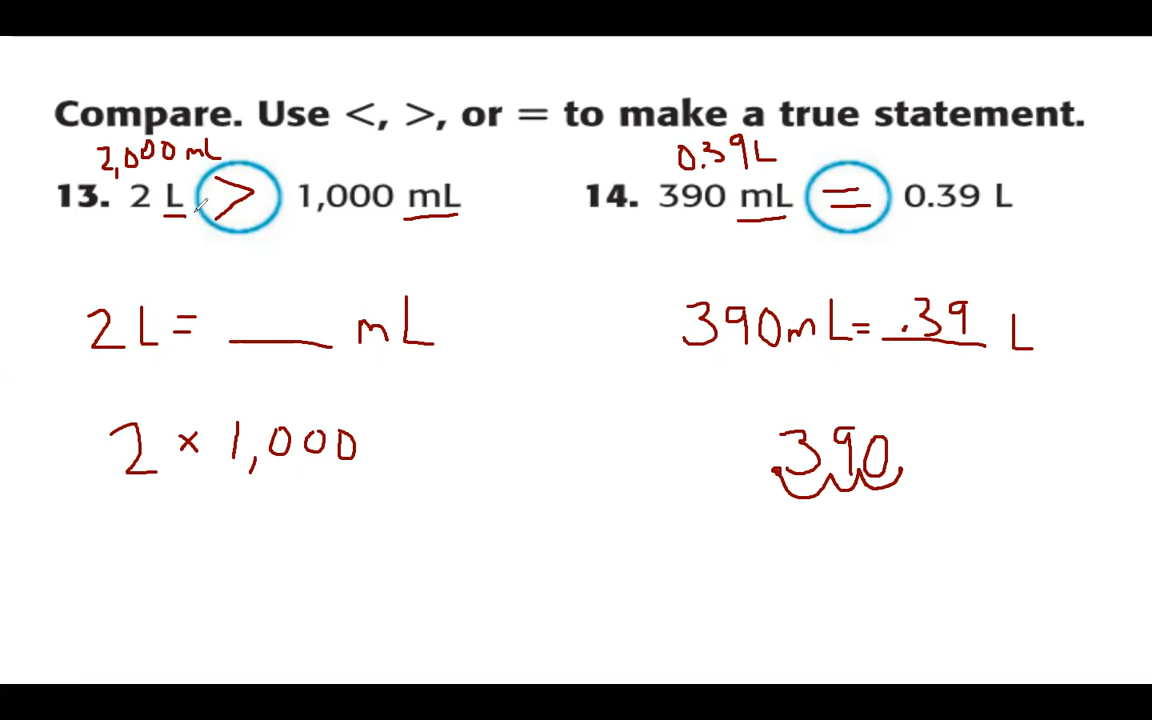 Compare. Use <, >, or = to make a true statement.
2,000 mL
13. 2 L > 1,000 mL
0.39 L
14. 390 mL = 0.39 L
2 L = ___ mL
390 mL = .39 L
2 × 1,000
.390.